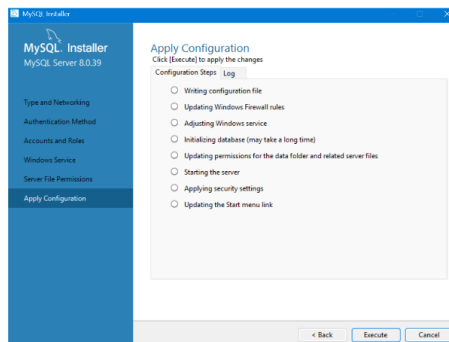 MySQL Installer
MySQL. Installer
MySQL Server 8.0.39
Type and Networking
Authentication Method
Accounts and Roles
Windows Service
Server File Permissions
Apply Configuration
Apply Configuration
Click [Execute] to apply the changes
Configuration Steps Log
Writing configuration file
Updating Windows Firewall rules
Adjusting Windows service
Initializing database (may take a long time)
Updating permissions for the data folder and related server files
Starting the server
Applying security settings
Updating the Start menu link
< Back Execute Cancel